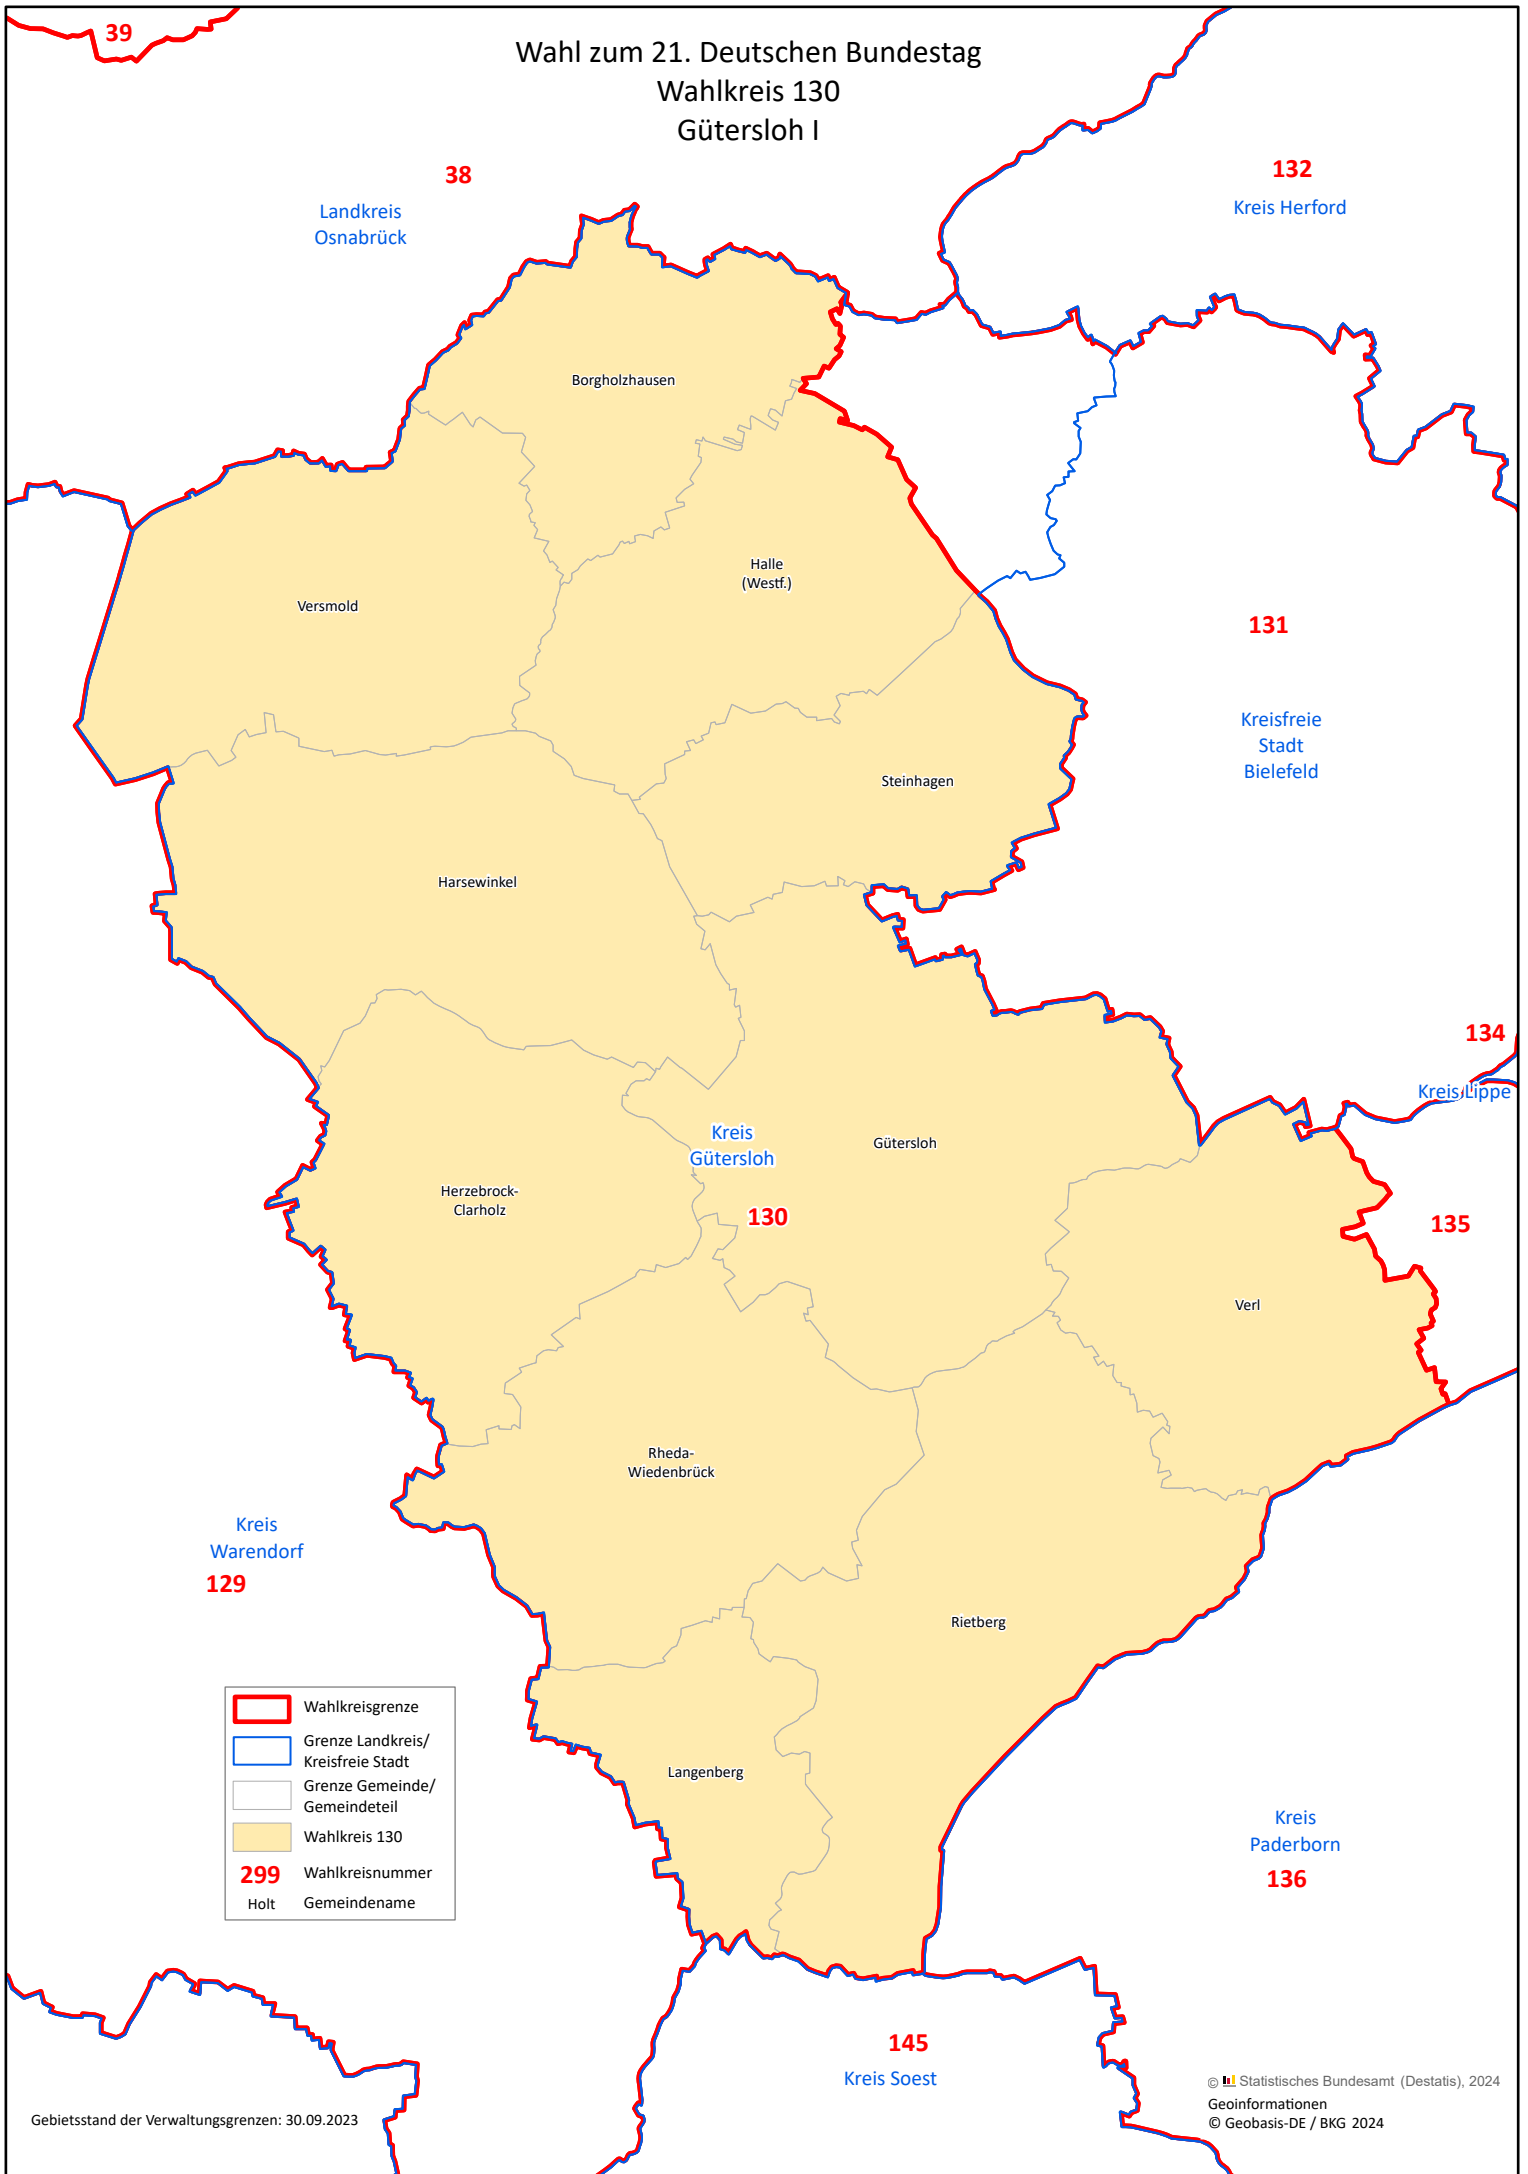 39
Wahl zum 21. Deutschen Bundestag
Wahlkreis 130
Gütersloh I
38
Landkreis
Osnabrück
132
Kreis Herford
Borgholzhausen
Halle
(Westf.)
Versmold
131
Kreisfreie
Stadt
Bielefeld
Steinhagen
Harsewinkel
134
Kreis Lippe
Kreis
Gütersloh
130
Gütersloh
Herzebrock-
Clarholz
135
Verl
Rheda-
Wiedenbrück
Kreis
Warendorf
129
Rietberg
Langenberg
Wahlkreisgrenze
Grenze Landkreis/
Kreisfreie Stadt
Grenze Gemeinde/
Gemeindeteil
Wahlkreis 130
299 Wahlkreisnummer
Holt Gemeindename
Kreis
Paderborn
136
145
Kreis Soest
Gebietsstand der Verwaltungsgrenzen: 30.09.2023
© Statistisches Bundesamt (Destatis), 2024
Geoinformationen
© Geobasis-DE / BKG 2024